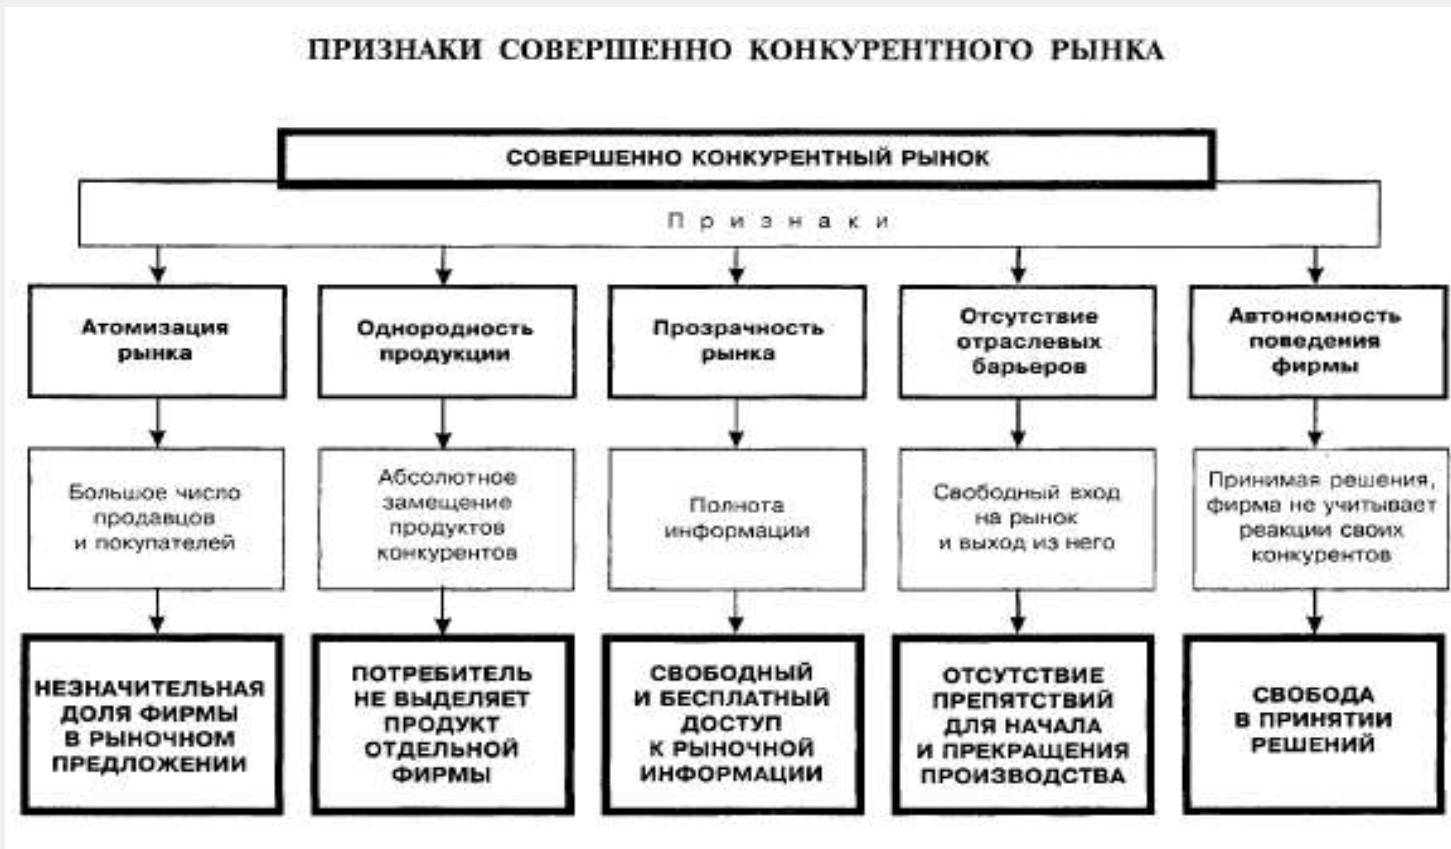 ПРИЗНАКИ СОВЕРШЕННО КОНКУРЕНТНОГО РЫНКА
СОВЕРШЕННО КОНКУРЕНТНЫЙ РЫНОК
Признаки
Атомизация
рынка
Однородность
продукции
Прозрачность
рынка
Отсутствие
отраслевых
барьеров
Автономность
поведения
фирмы
Большое число
продавцов
и покупателей
Абсолютное
замещение
продуктов
конкурентов
Полнота
информации
Свободный вход
на рынок
и выход из него
Принимая решения,
фирма не учитывает
реакции своих
конкурентов
НЕЗНАЧИТЕЛЬНАЯ
ДОЛЯ ФИРМЫ
В РЫНОЧНОМ
ПРЕДЛОЖЕНИИ
ПОТРЕБИТЕЛЬ
НЕ ВЫДЕЛЯЕТ
ПРОДУКТ
ОТДЕЛЬНОЙ
ФИРМЫ
СВОБОДНЫЙ
И БЕСПЛАТНЫЙ
ДОСТУП
К РЫНОЧНОЙ
ИНФОРМАЦИИ
ОТСУТСТВИЕ
ПРЕПЯТСТВИЙ
ДЛЯ НАЧАЛА
И ПРЕКРАЩЕНИЯ
ПРОИЗВОДСТВА
СВОБОДА
В ПРИНЯТИИ
РЕШЕНИЙ